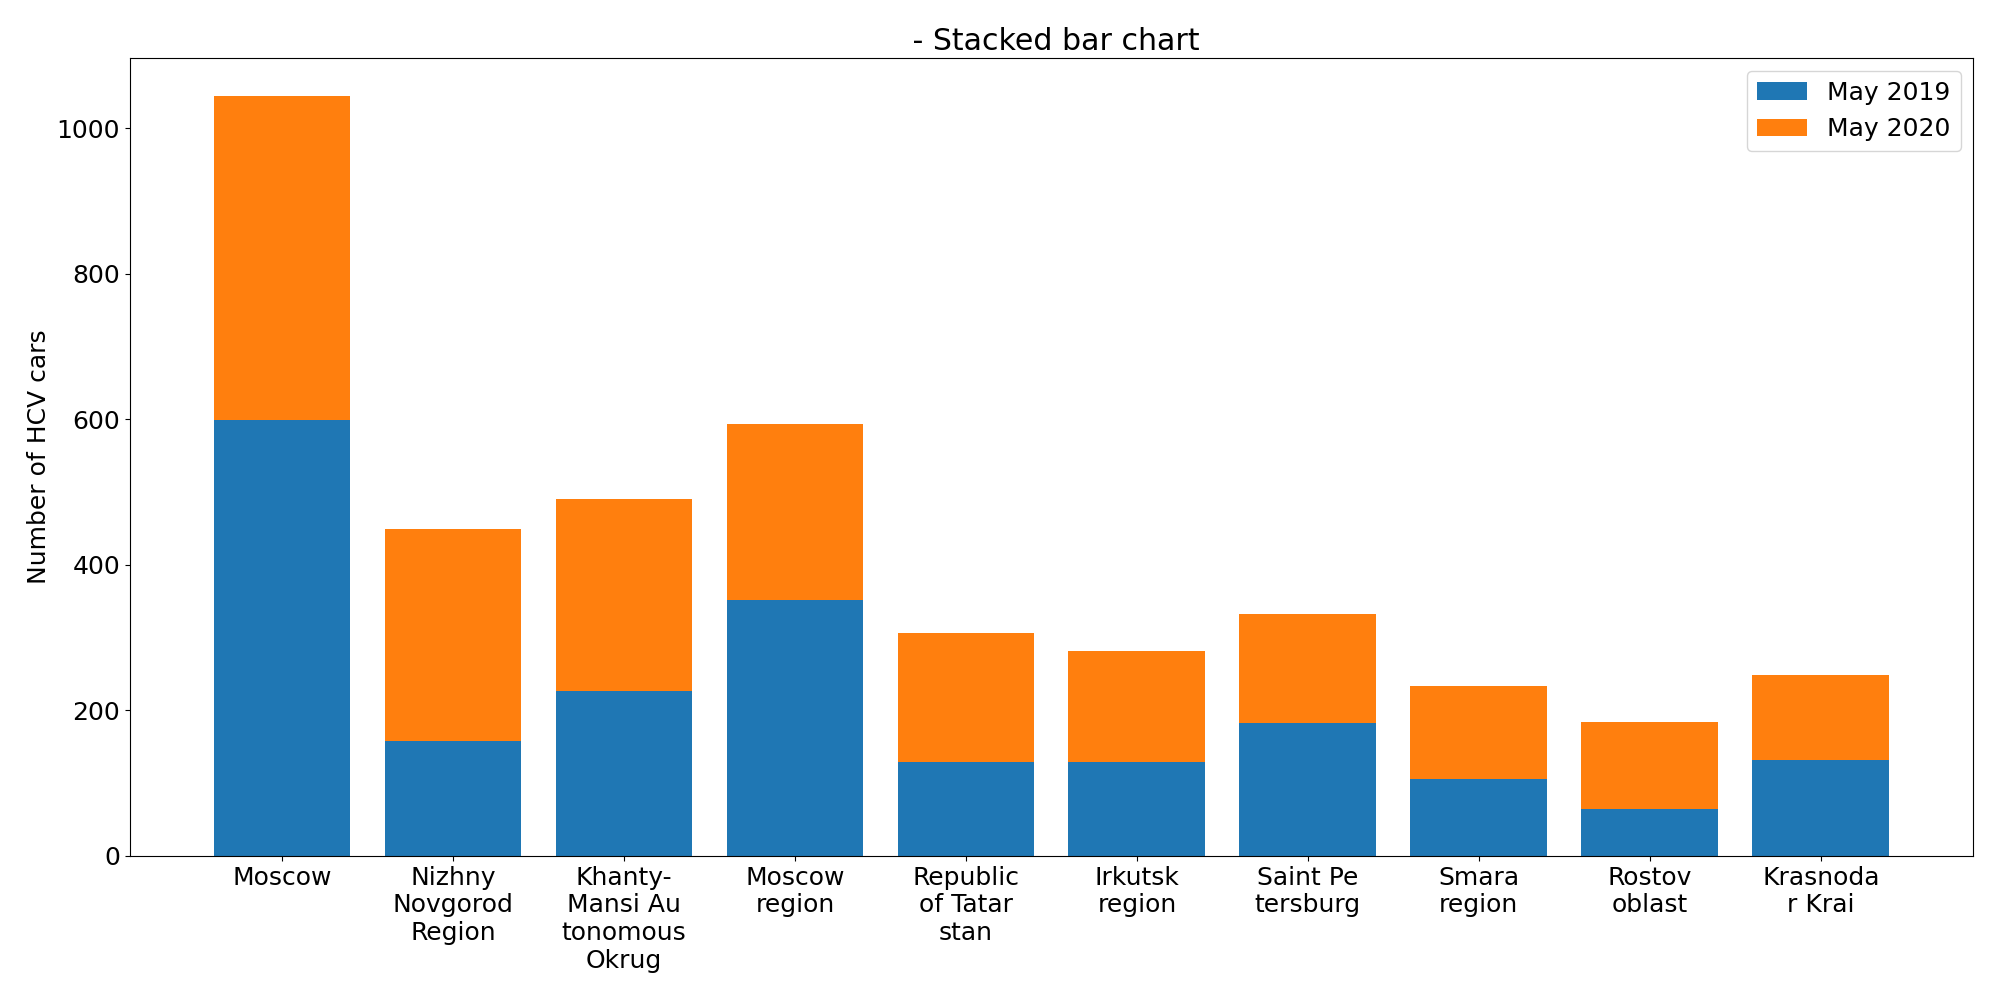 - Stacked bar chart
May 2019
May 2020
Number of HCV cars
1000
800
600
400
200
0
Moscow
Nizhny
Novgorod
Region
Khanty-
Mansi Au
tonomous
Okrug
Moscow
region
Republic
of Tatar
stan
Irkutsk
region
Saint Pe
tersburg
Smara
region
Rostov
oblast
Krasnoda
r Krai